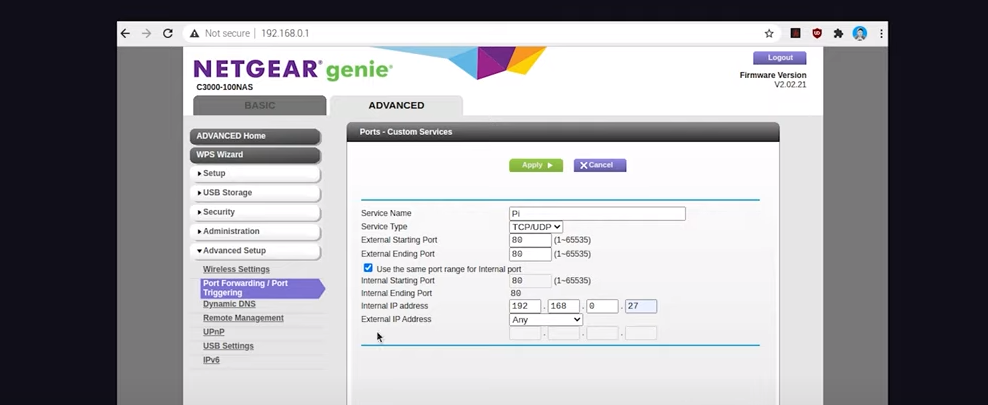 Not secure | 192.168.0.1
NETGEAR® genie®
C3000-100NAS
Logout
Firmware Version
V2.02.21
BASIC
ADVANCED
ADVANCED Home
WPS Wizard
Setup
USB Storage
Security
Administration
Advanced Setup
Wireless Settings
Port Forwarding / Port
Triggering
Dynamic DNS
Remote Management
UPnP
USB Settings
IPv6
Ports - Custom Services
Apply
Cancel
Service Name Pi
Service Type TCP/UDP
External Starting Port 80 (1~65535)
External Ending Port 80 (1~65535)
Use the same port range for Internal port
Internal Starting Port 80 (1~65535)
Internal Ending Port 80
Internal IP address 192 . 168 . 0 . 27
External IP Address Any
. . .